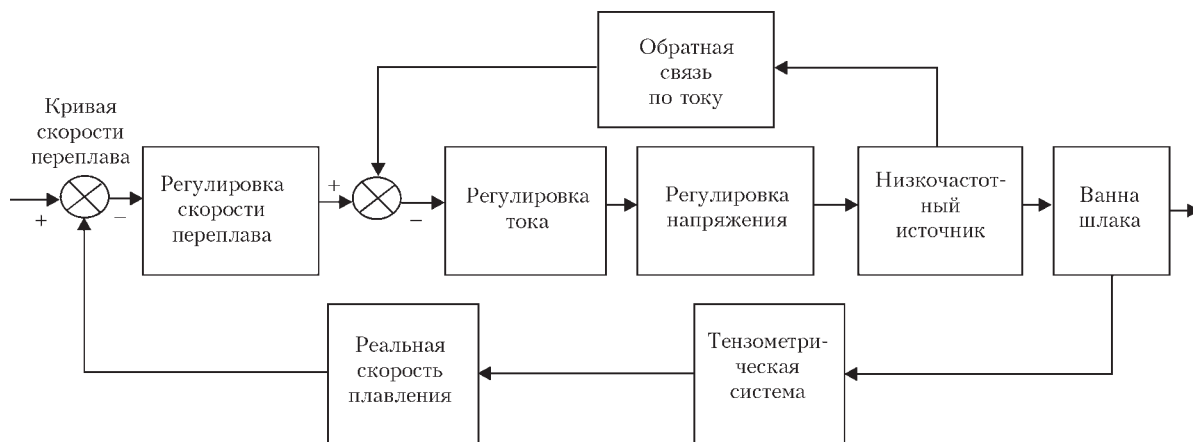 Обратная
связь
по току
Кривая
скорости
переплава
+
−
Регулировка
скорости
переплава
+
−
Регулировка
тока
Регулировка
напряжения
Низкочастот-
ный
источник
Ванна
шлака
Реальная
скорость
плавления
Тензометри-
ческая
система